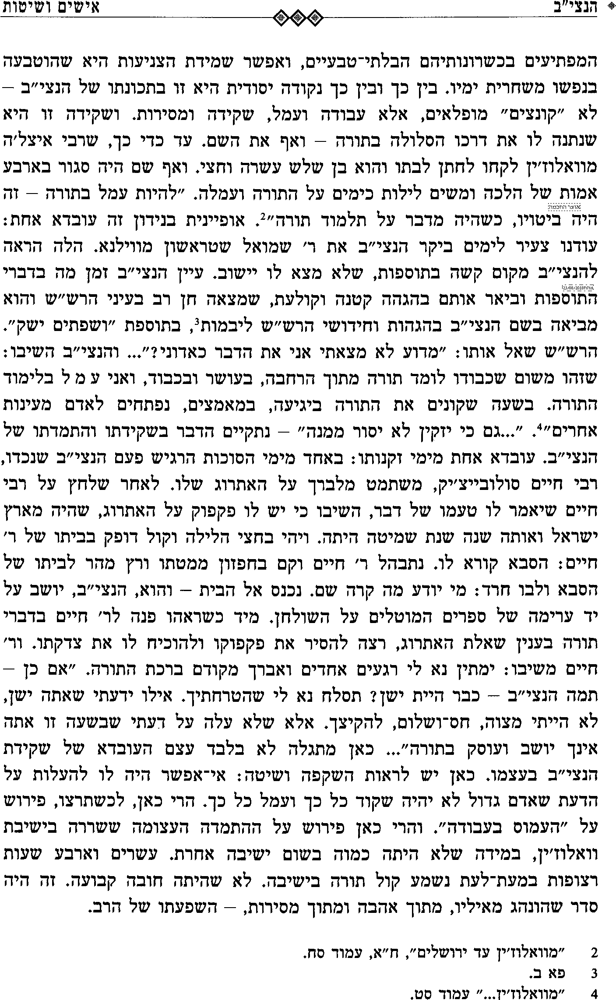 הנצי״ב
אישים ושיטות
המפתיעים בכשרונותיהם הבלתי־טבעיים, ואפשר שמידת הצניעות היא שהוטבעה
בנפשו משחרית ימיו. בין כך ובין כך נקודה יסודית היא זו בתכונתו של הנצי״ב –
לא ״קונצים״ מופלאים, אלא עבודה ועמל, שקידה ומסירות. ושקידה זו היא
שנתנה לו את דרכו הסלולה בתורה – ואף את השם. עד כדי כך, שרבי איצל׳ה
מוואלוז׳ין לקחו לחתן לבתו והוא בן שלש עשרה וחצי. ואף שם היה סגור בארבע
אמות של הלכה ומשים לילות כימים על התורה ועמלה. ״להיות עמל בתורה – זה
אוצר החכמה
היה ביטויו, כשהיה מדבר על תלמוד תורה״2. אופיינית בנידון זה עובדא אחת:
עודנו צעיר לימים ביקר הנצי״ב את ר׳ שמואל שטראשון מווילנא. הלה הראה
להנצי״ב מקום קשה בתוספות, שלא מצא לו יישוב. עיין הנצי״ב זמן מה בדברי
אחח23/08/2018
התוספות וביאר אותם בהגהה קטנה וקולעת, שמצאה חן רב בעיני הרש״ש והוא
מביאה בשם הנצי״ב בהגהות וחידושי הרש״ש ליבמות3, בתוספת ״ושפתים ישק״.
הרש״ש שאל אותו: ״מדוע לא מצאתי אני את הדבר כאדוני?״... והנצי״ב השיבו:
שזהו משום שכבודו לומד תורה מתוך הרחבה, בעושר ובכבוד, ואני ע מ ל בלימוד
התורה. בשעה שקונים את התורה ביגיעה, במאמצים, נפתחים לאדם מעינות
אחרים״4. ״...גם כי יזקין לא יסור ממנה״ – נתקיים הדבר בשקידתו והתמדתו של
הנצי״ב. עובדא אחת מימי זקנותו: באחד מימי הסוכות הרגיש פעם הנצי״ב שנכדו,
רבי חיים סולובייצ׳יק, משתמט מלברך על האתרוג שלו. לאחר שלחץ על רבי
חיים שיאמר לו טעמו של דבר, השיבו כי יש לו פקפוק על האתרוג, שהיה מארץ
ישראל ואותה שנה שנת שמיטה היתה. ויהי בחצי הלילה וקול דופק בביתו של ר׳
חיים: הסבא קורא לו. נתבהל ר׳ חיים וקם בחפזון ממטתו ורץ מהר לביתו של
הסבא ולבו חרד: מי יודע מה קרה שם. נכנס אל הבית – והוא, הנצי״ב, יושב על
יד ערימה של ספרים המוטלים על השולחן. מיד כשראהו פנה לר׳ חיים בדברי
תורה בענין שאלת האתרוג, רצה להסיר את פקפוקו ולהוכיח לו את צדקתו. ור׳
חיים משיבו: ימתין נא לי רגעים אחדים ואברך מקודם ברכת התורה. ״אם כן –
תמה הנצי״ב – כבר היית ישן? תסלח נא לי שהטרחתיך. אילו ידעתי שאתה ישן,
לא הייתי מצוה, חס־ושלום, להקיצך. אלא שלא עלה על דעתי שבשעה זו אתה
אינך יושב ועוסק בתורה״... כאן מתגלה לא בלבד עצם העובדא של שקידת
הנצי״ב בעצמו. כאן יש לראות השקפה ושיטה: אי־אפשר היה לו להעלות על
הדעת שאדם גדול לא יהיה שקוד כל כך ועמל כל כך. הרי כאן, לכשתרצו, פירוש
על ״העמוס בעבודה״. והרי כאן פירוש על ההתמדה העצומה ששררה בישיבת
וואלוז׳ין, במידה שלא היתה כמוה בשום ישיבה אחרת. עשרים וארבע שעות
רצופות במעת־לעת נשמע קול תורה בישיבה. לא שהיתה חובה קבועה. זה היה
סדר שהונהג מאיליו, מתוך אהבה ומתוך מסירות, – השפעתו של הרב.
2 ״מוואלוז׳ין עד ירושלים״, ח״א, עמוד סח.
3 פא ב.
4 ״מוואלוז׳ין...״ עמוד סט.